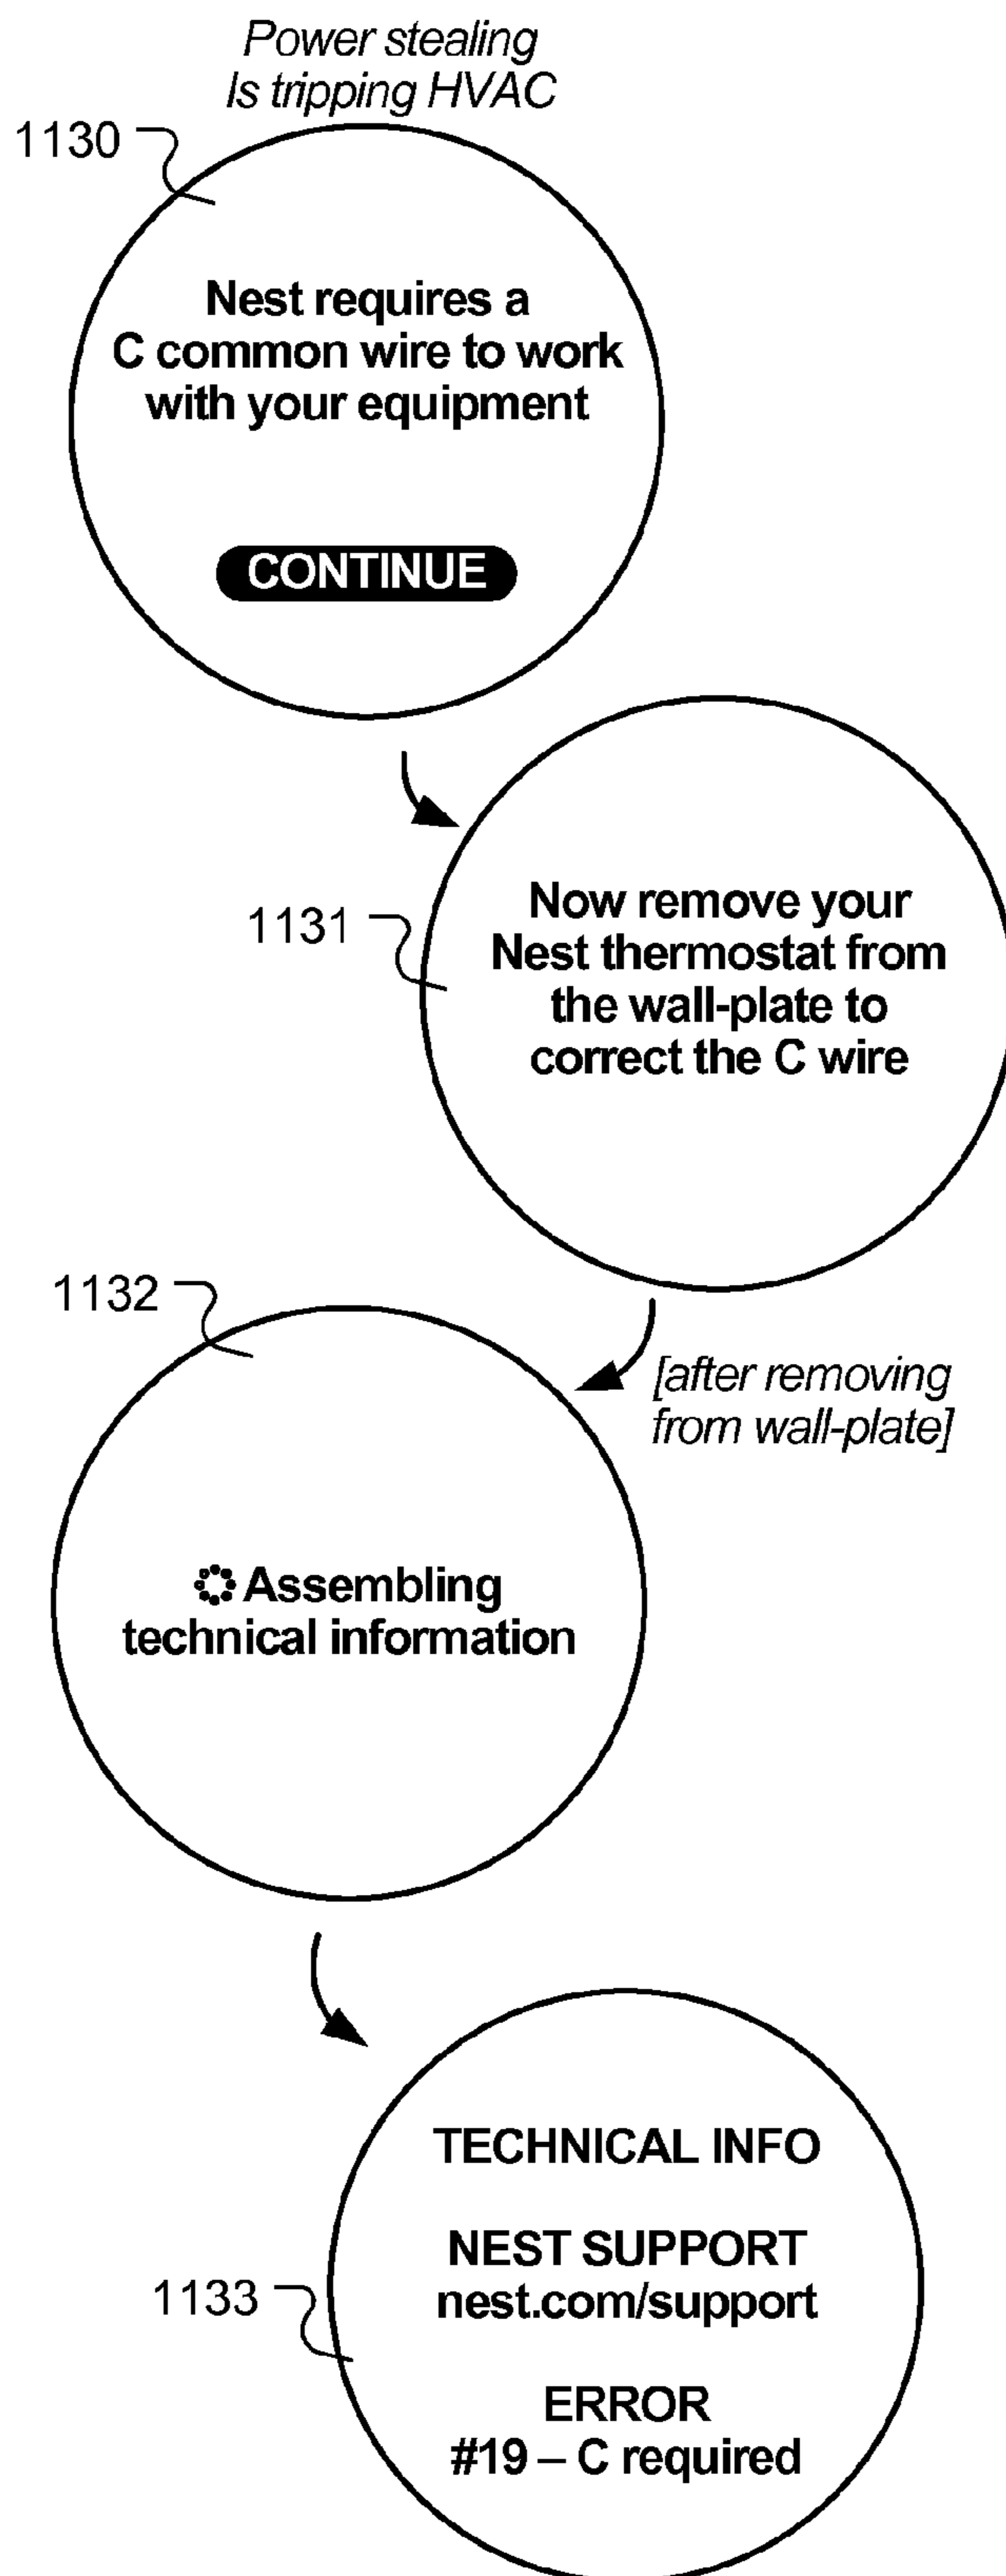 Power stealing
Is tripping HVAC
1130
Nest requires a
C common wire to work
with your equipment
CONTINUE
1131
Now remove your
Nest thermostat from
the wall-plate to
correct the C wire
1132
[after removing
from wall-plate]
Assembling
technical information
1133
TECHNICAL INFO
NEST SUPPORT
nest.com/support
ERROR
#19 – C required